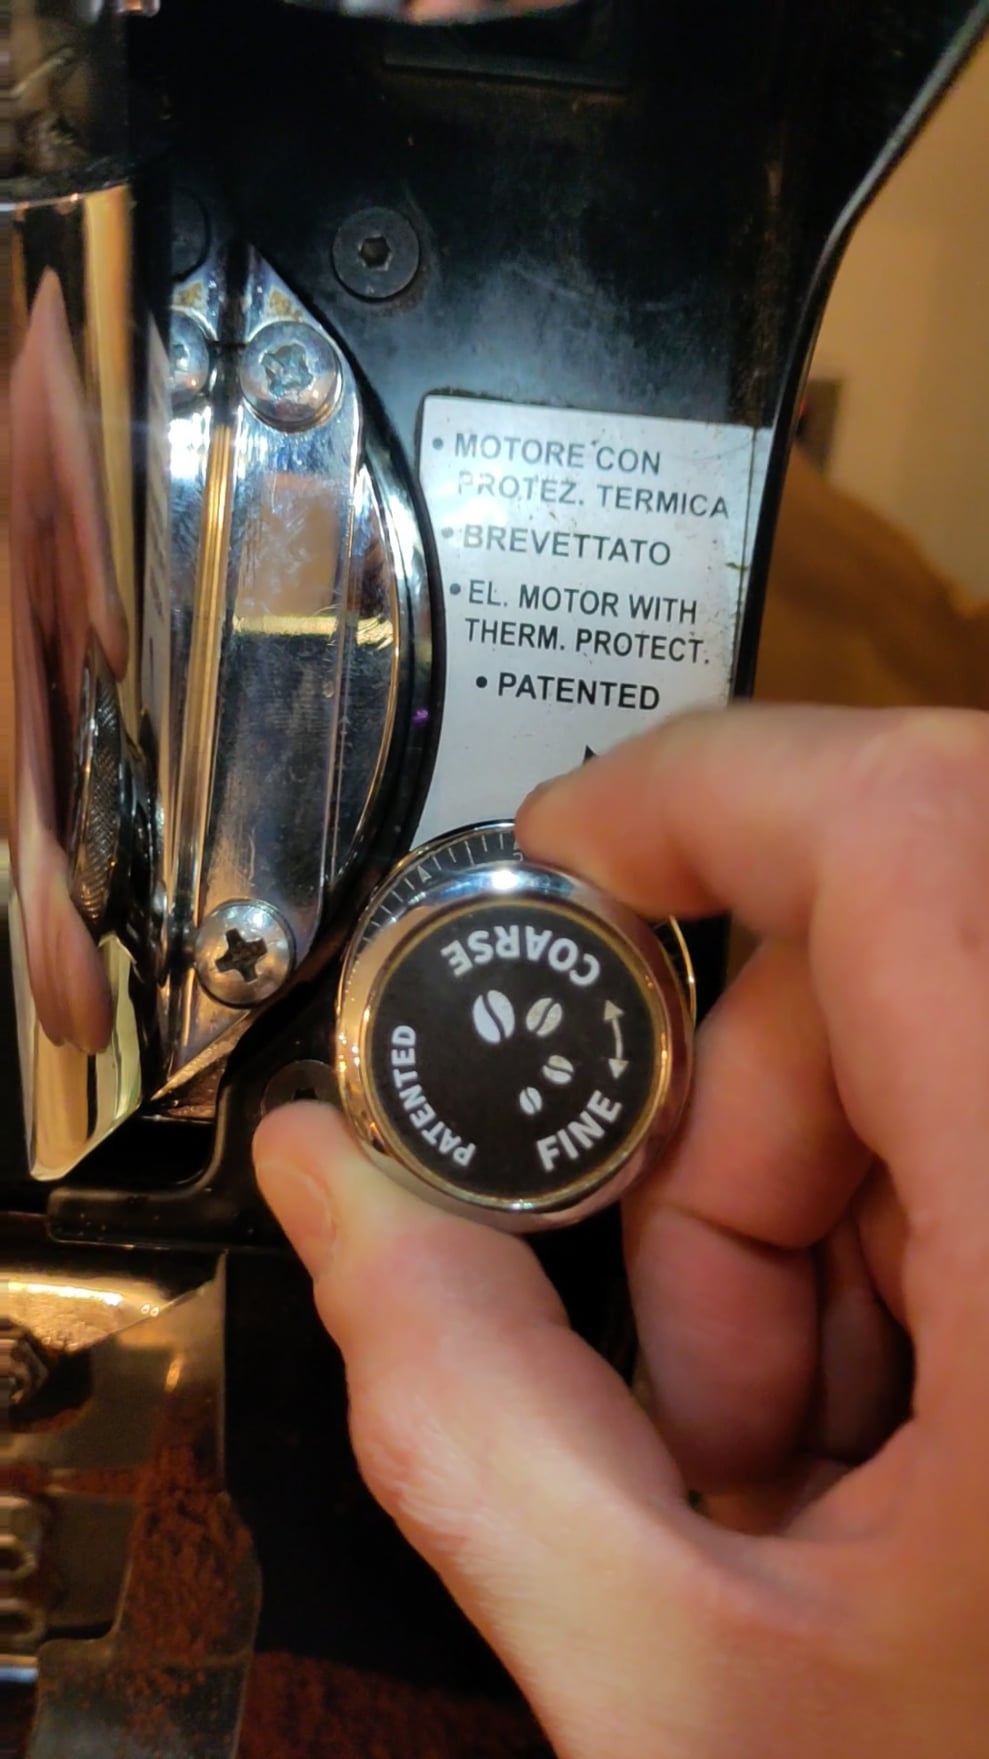 • MOTORE CON
PROTEZ. TERMICA
• BREVETTATO
• EL. MOTOR WITH
THERM. PROTECT.
• PATENTED
COARSE
FINE
PATENTED